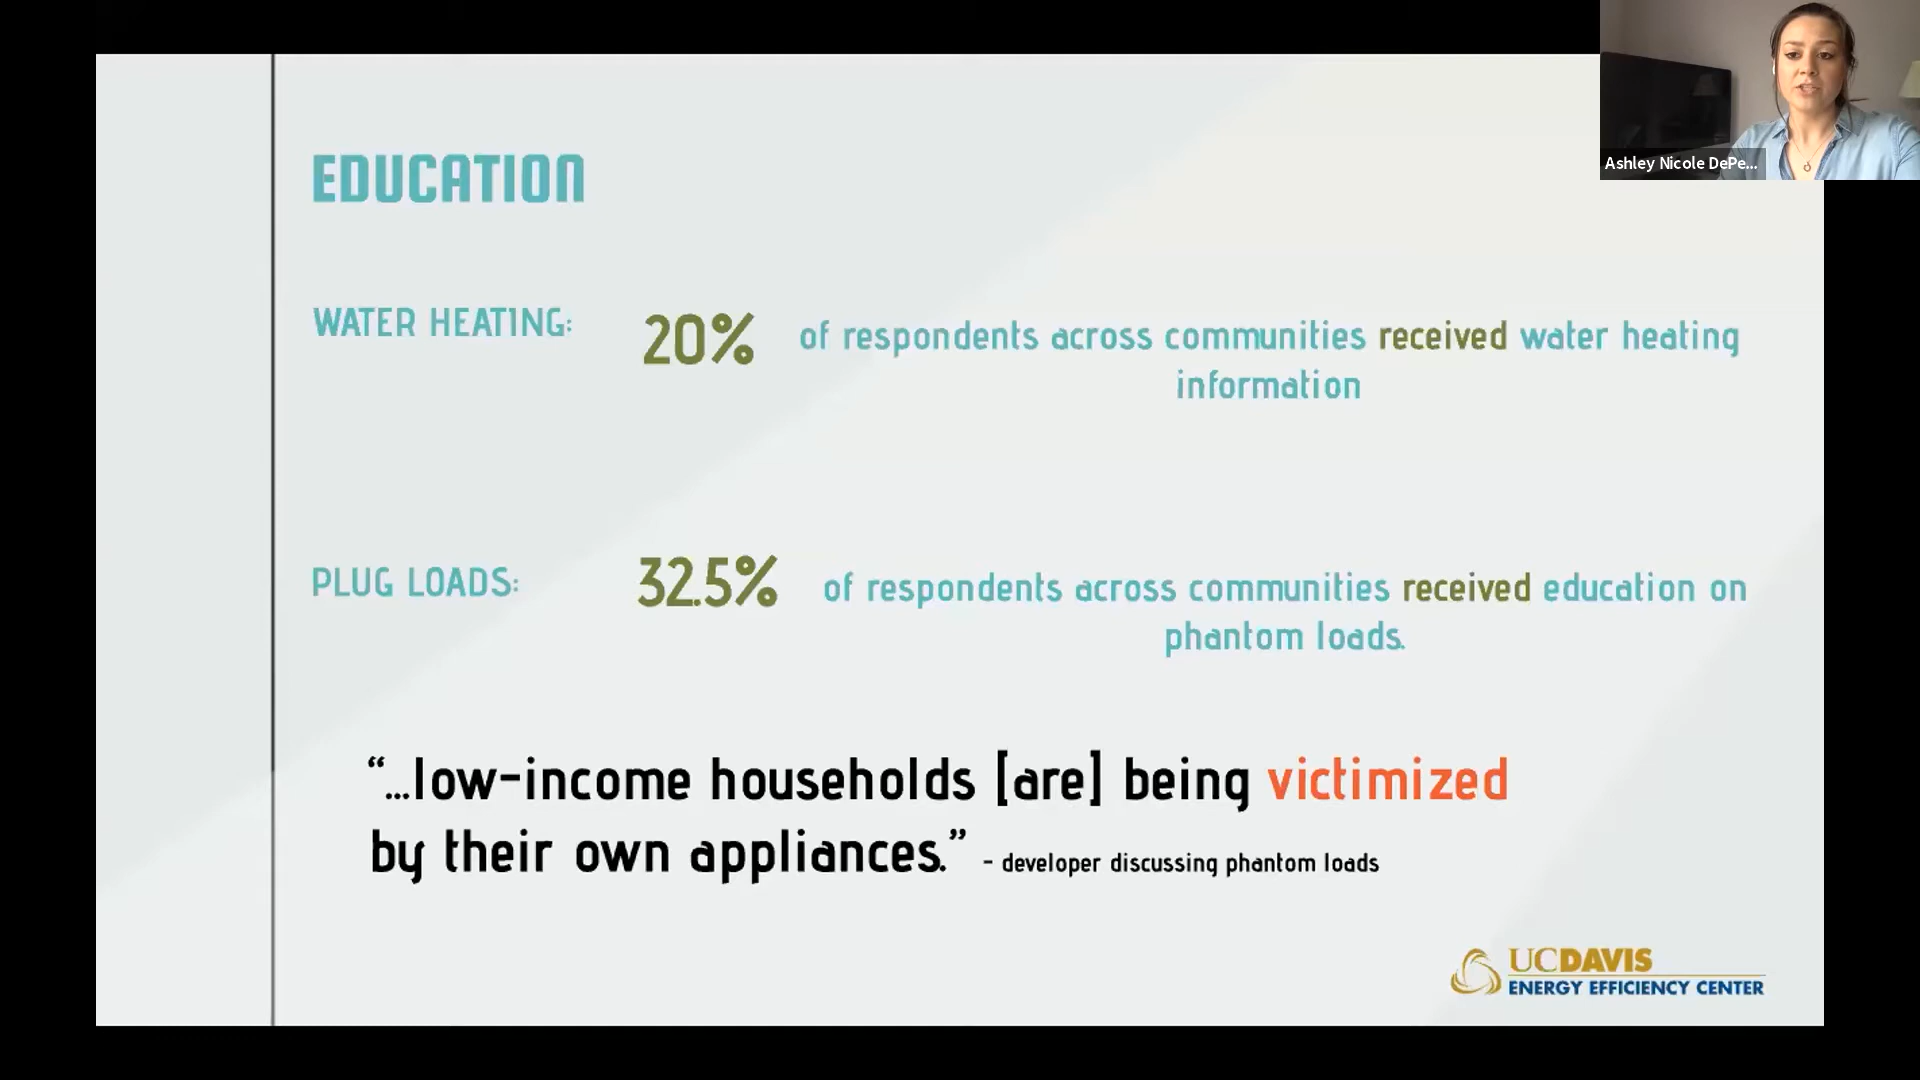 Ashley Nicole DePe...
EDUCATION
WATER HEATING:
20%
of respondents across communities received water heating
information
PLUG LOADS:
32.5%
of respondents across communities received education on
phantom loads.
“...low-income households [are] being victimized
by their own appliances.” - developer discussing phantom loads
UCDAVIS
ENERGY EFFICIENCY CENTER